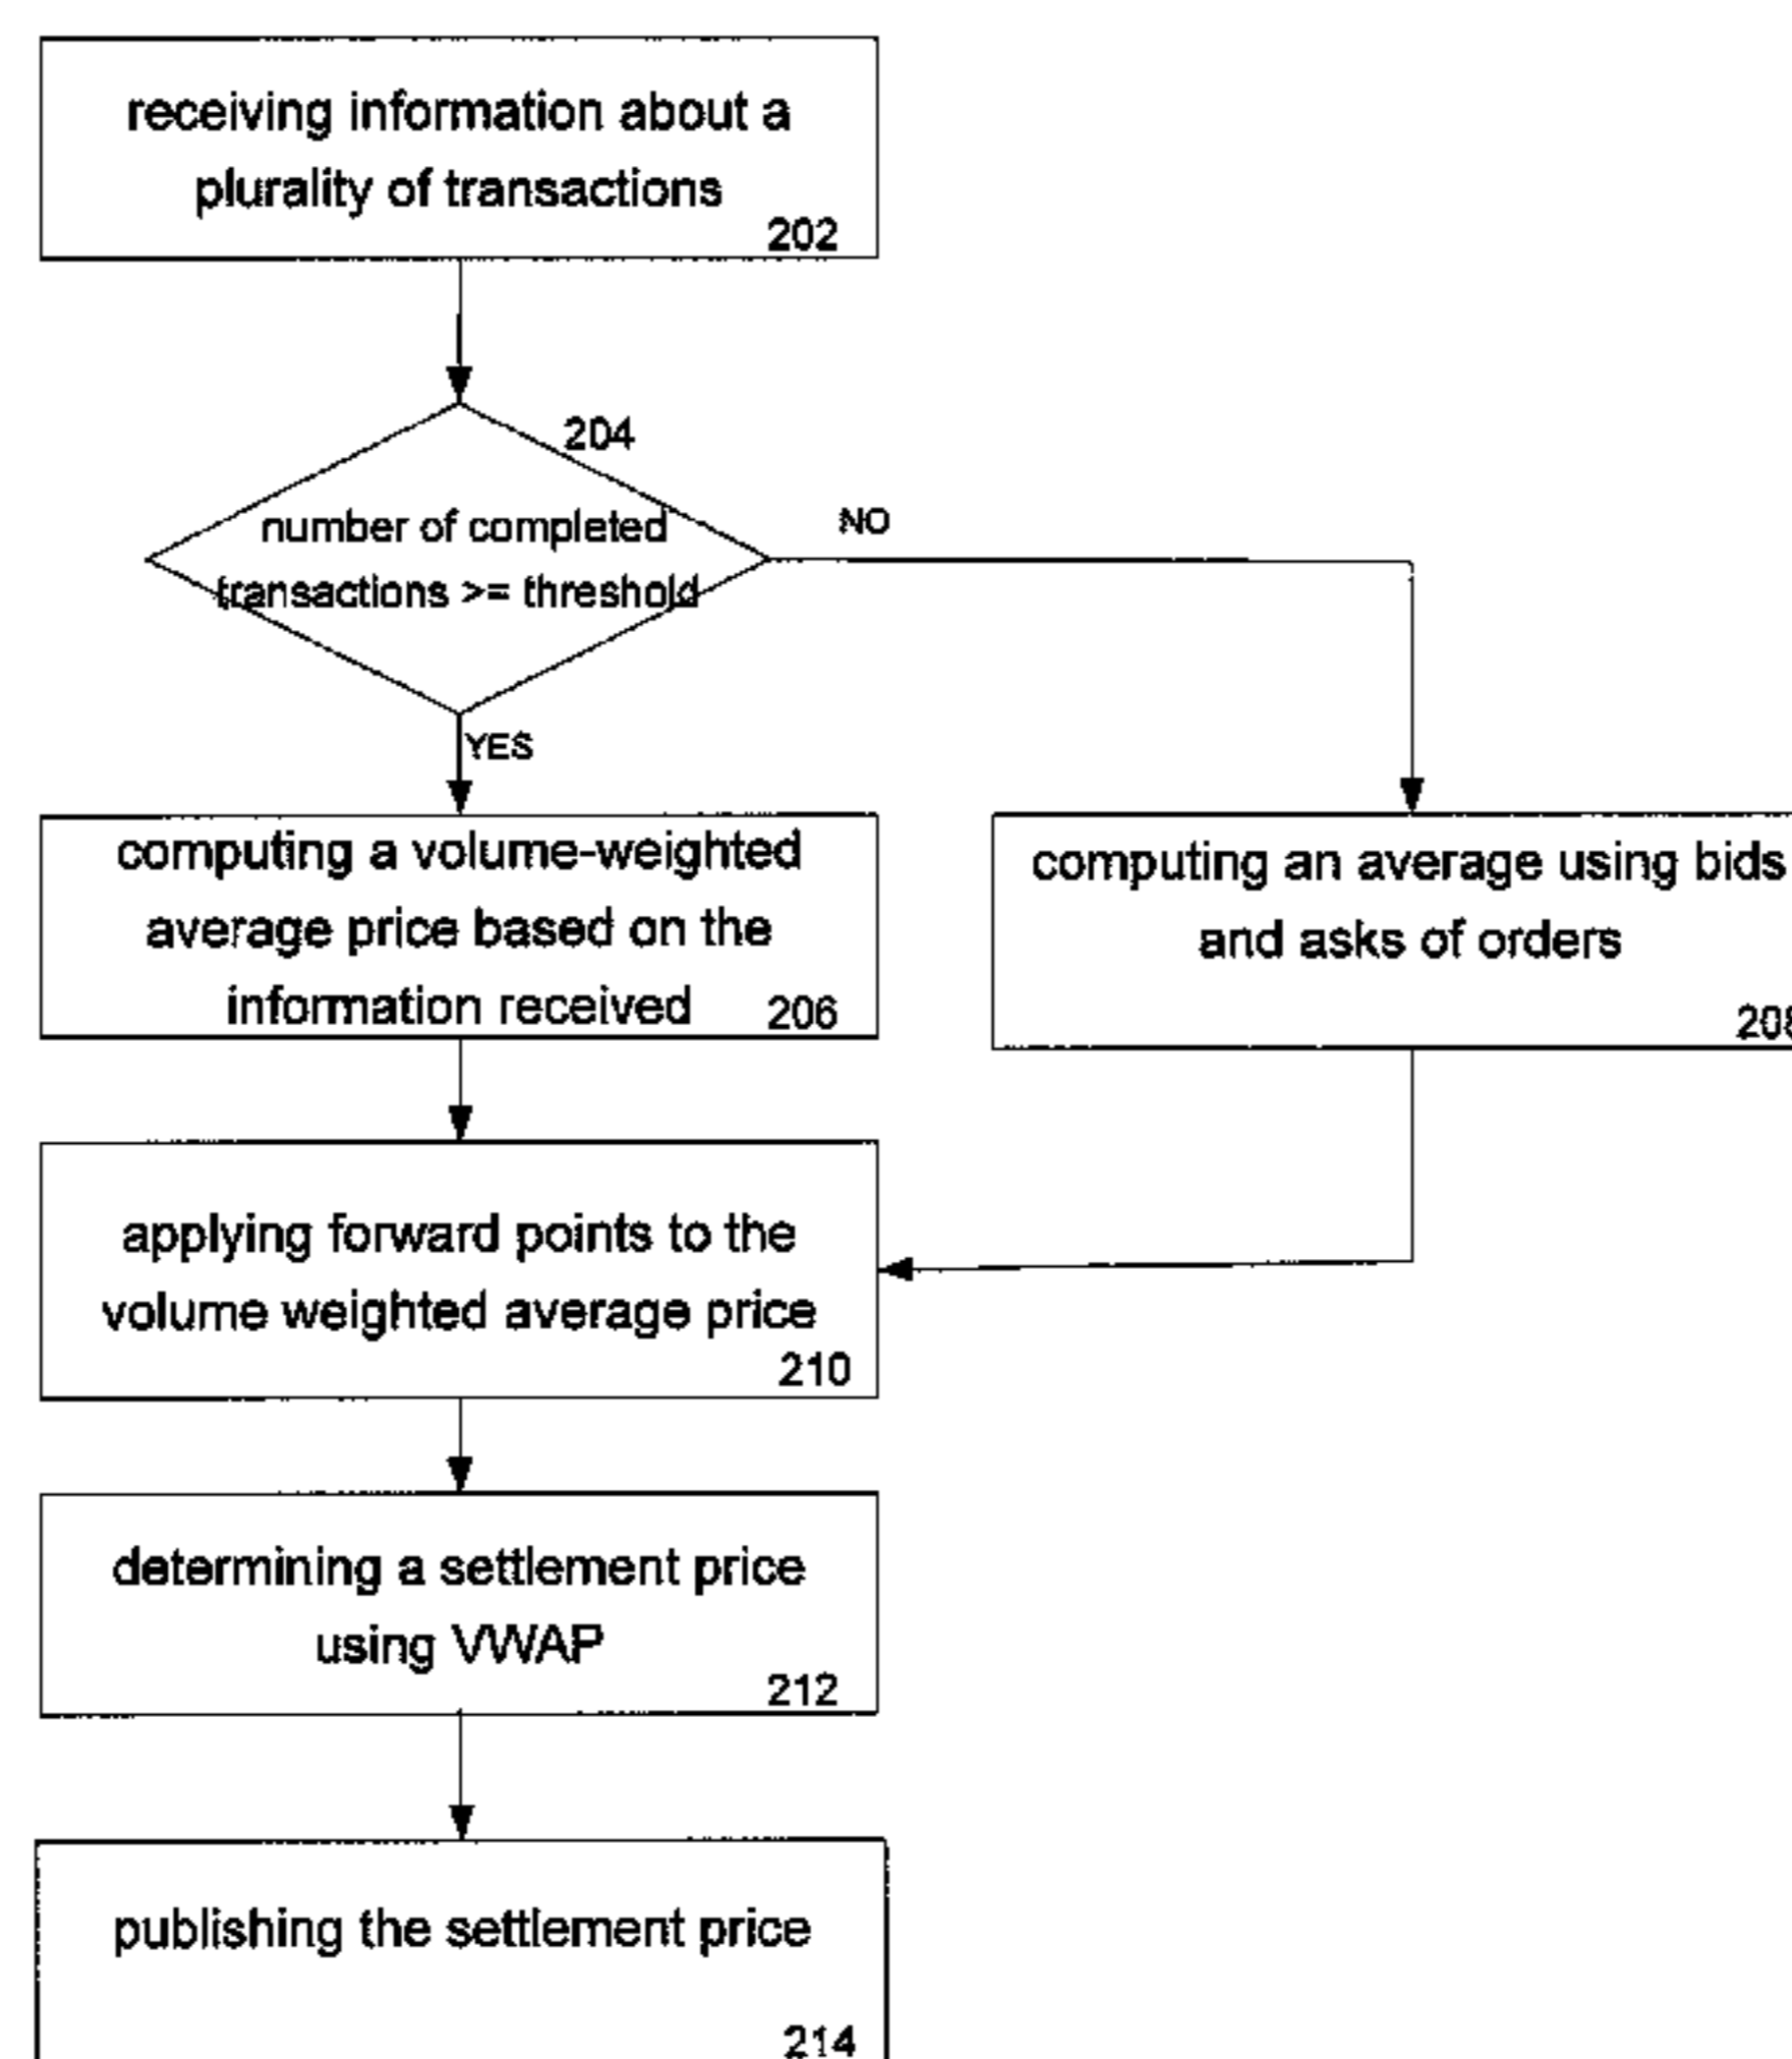 receiving information about a
plurality of transactions
202
204
number of completed
transactions >= threshold
NO
YES
computing a volume-weighted
average price based on the
information received
206
computing an average using bids
and asks of orders
208
applying forward points to the
volume weighted average price
210
determining a settlement price
using VWAP
212
publishing the settlement price
214